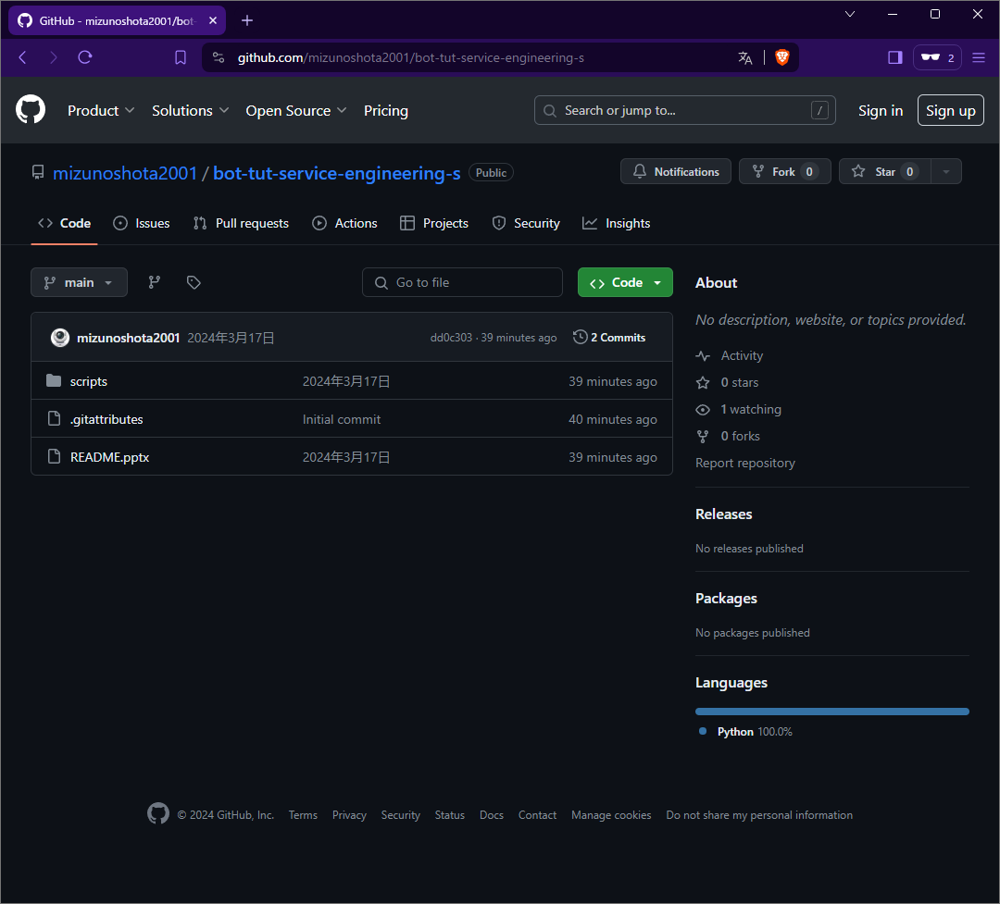 GitHub - mizunoshota2001/bot-
github.com/mizunoshota2001/bot-tut-service-engineering-s
2
Product Solutions Open Source Pricing
Search or jump to... /
Sign in Sign up
mizunoshota2001 / bot-tut-service-engineering-s Public
Notifications Fork 0 Star 0
Code Issues Pull requests Actions Projects Security Insights
main Go to file Code
mizunoshota2001 2024年3月17日 dd0c303 · 39 minutes ago 2 Commits
scripts 2024年3月17日 39 minutes ago
.gitattributes Initial commit 40 minutes ago
README.pptx 2024年3月17日 39 minutes ago
About
No description, website, or topics provided.
Activity
0 stars
1 watching
0 forks
Report repository
Releases
No releases published
Packages
No packages published
Languages
Python 100.0%
© 2024 GitHub, Inc. Terms Privacy Security Status Docs Contact Manage cookies Do not share my personal information